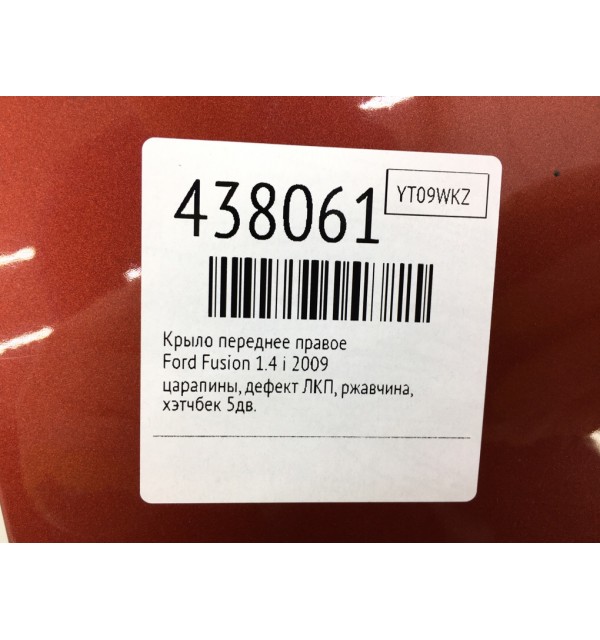 438061
YT09WKZ
Крыло переднее правое
Ford Fusion 1.4 i 2009
царапины, дефект ЛКП, ржавчина,
хэтчбек 5дв.